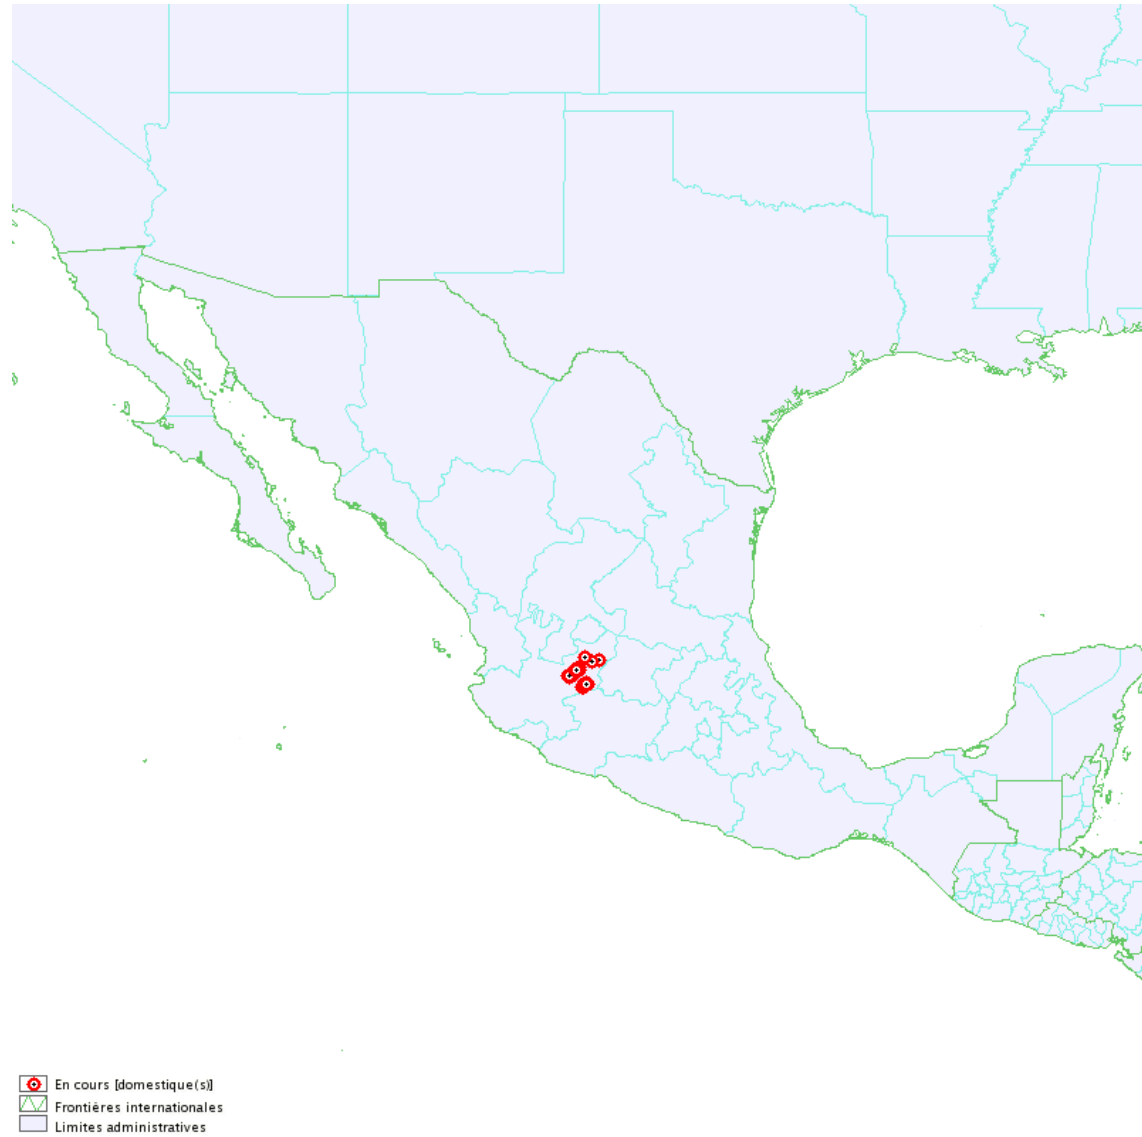 En cours [domestique(s)]
Frontières internationales
Limites administratives